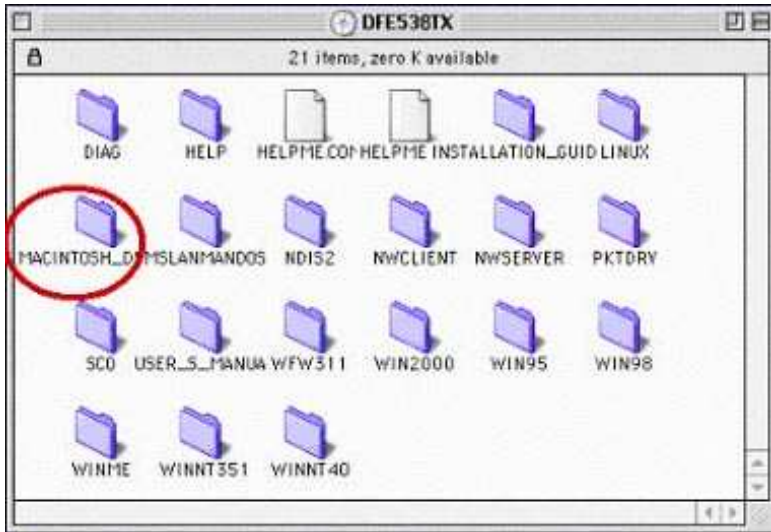 DFE538TX
21 items, zero K available
DIAG HELP HELPME.COM HELPME INSTALLATION_GUID LINUX
MACINTOSH_D MSLANMANDOS NDIS2 NWCLIENT NWSERVER PKTDRV
SCO USER_S_MANUA WFW311 WIN2000 WIN95 WIN98
WINME WINNT351 WINNT40